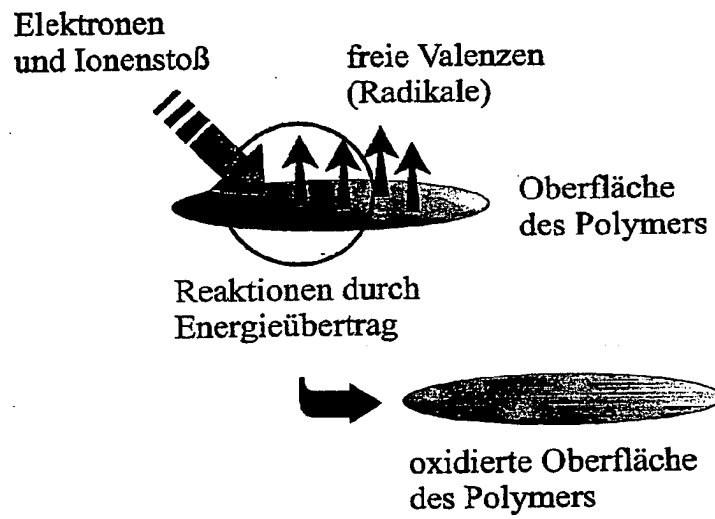 Elektronen
und Ionenstoß
freie Valenzen
(Radikale)
Oberfläche
des Polymers
Reaktionen durch
Energieübertrag
oxidierte Oberfläche
des Polymers